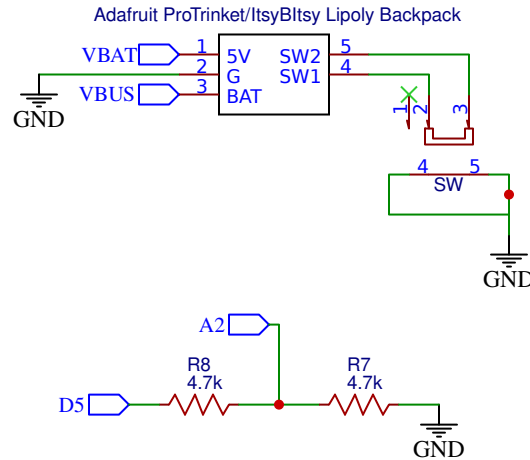 Adafruit ProTrinket/ItsyBItsy Lipoly Backpack
VBAT 1 5V SW2 5
2 G SW1 4
VBUS 3 BAT
GND
1 2 3
4 5
SW
GND
A2
R8 R7
4.7k 4.7k
D5
GND